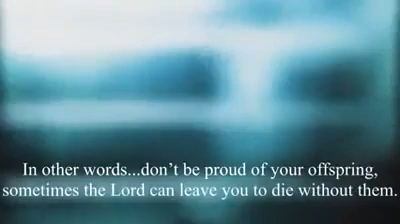 In other words...don't be proud of your offspring,
sometimes the Lord can leave you to die without them.